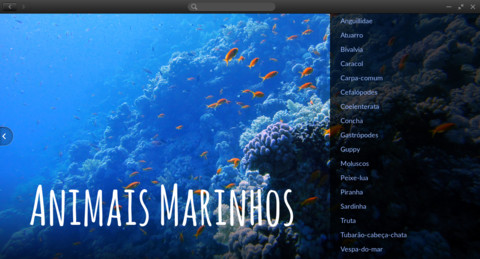 Animais Marinhos
Anguillidae
Atuarro
Bivalvia
Caracol
Carpa-comum
Cefalópodes
Coelenterata
Concha
Gastrópodes
Guppy
Moluscos
Peixe-lua
Piranha
Sardinha
Truta
Tubarão-cabeça-chata
Vespa-do-mar